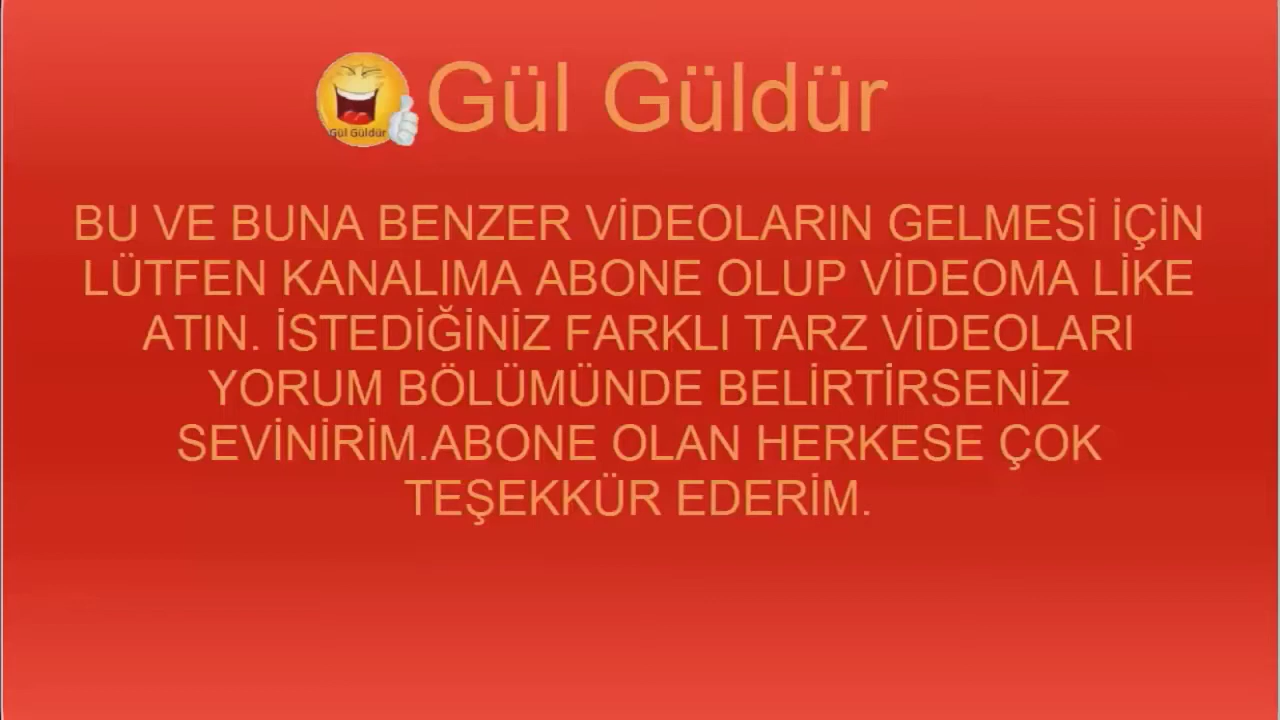 Gül Güldür
Gül Güldür
BU VE BUNA BENZER VİDEOLARIN GELMESİ İÇİN
LÜTFEN KANALIMA ABONE OLUP VİDEOMA LİKE
ATIN. İSTEDİĞİNİZ FARKLI TARZ VİDEOLARI
YORUM BÖLÜMÜNDE BELİRTİRSENİZ
SEVİNİRİM.ABONE OLAN HERKESE ÇOK
TEŞEKKÜR EDERİM.